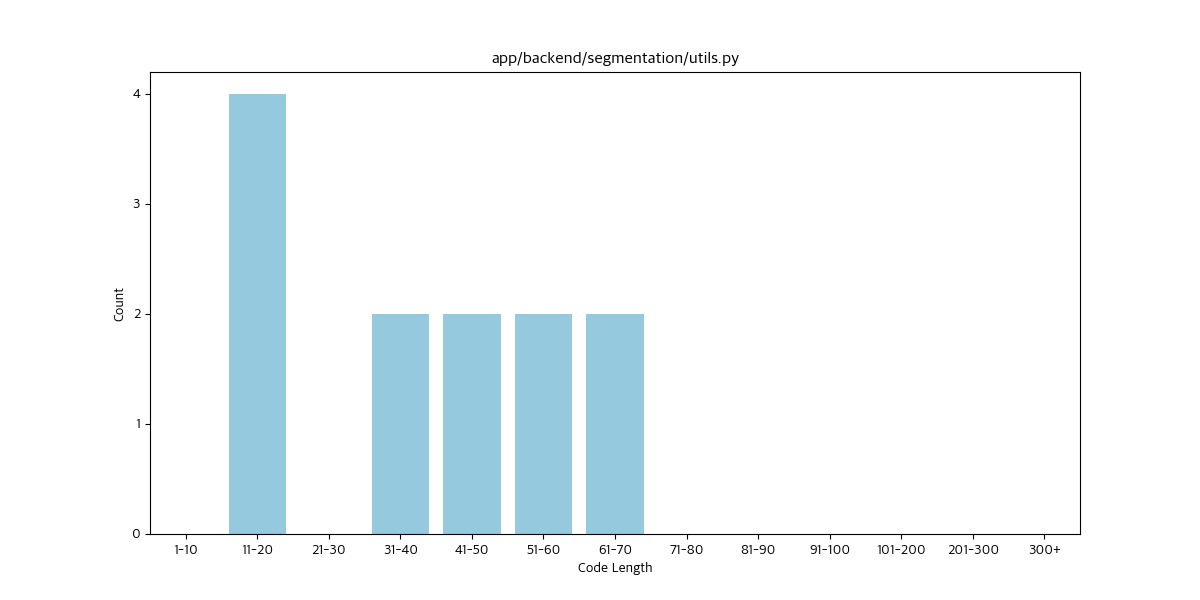 app/backend/segmentation/utils.py
4
3
2
1
0
Count
1-10 11-20 21-30 31-40 41-50 51-60 61-70 71-80 81-90 91-100 101-200 201-300 300+
Code Length